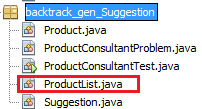 backtrack_gen_Suggestion
Product.java
ProductConsultantProblem.java
ProductConsultantTest.java
ProductList.java
Suggestion.java